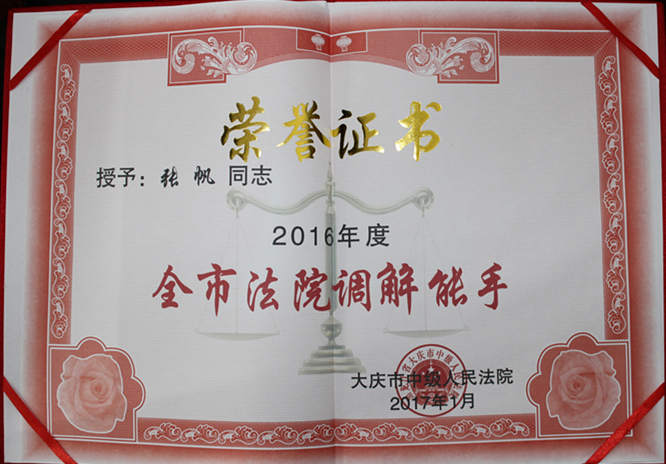 荣誉证书
授予：张帆 同志
2016年度
全市法院调解能手
大庆市中级人民法院
2017年1月